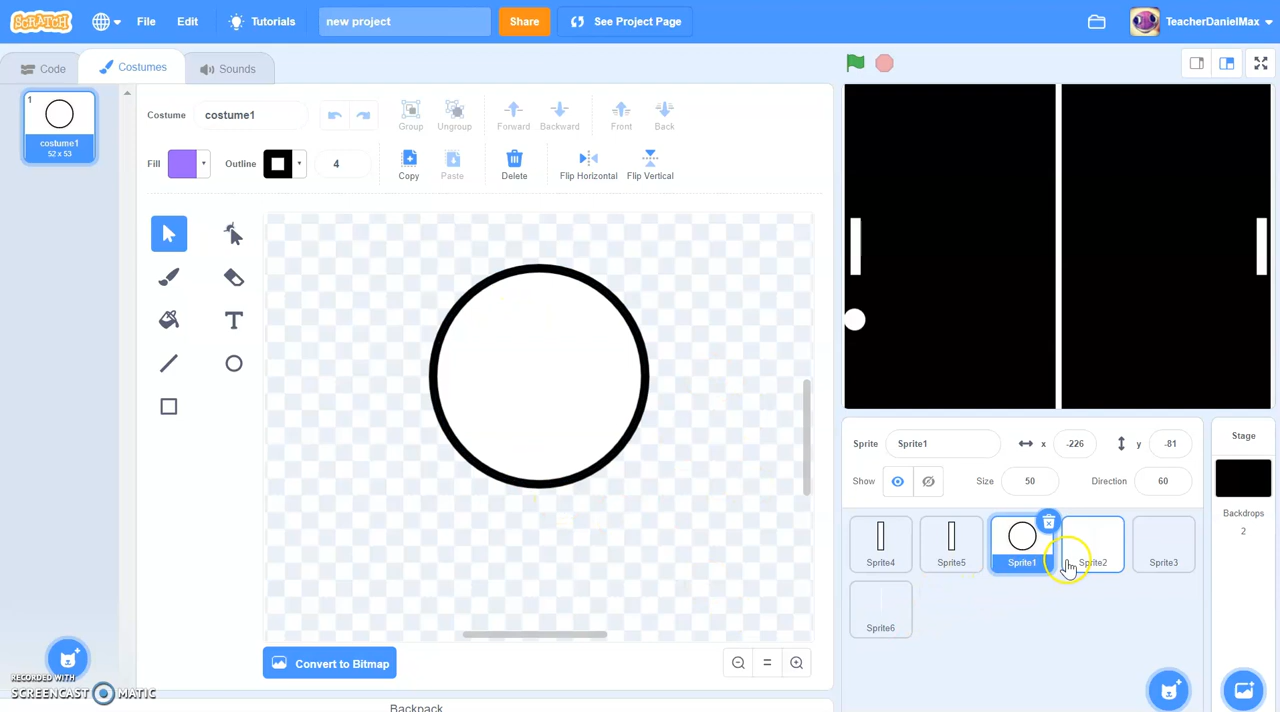 SCRATCH File Edit Tutorials new project Share See Project Page TeacherDanielMax
Code Costumes Sounds
1
costume1
52 x 53
Costume costume1 Group Ungroup Forward Backward Front Back
Fill Outline 4 Copy Paste Delete Flip Horizontal Flip Vertical
T
Convert to Bitmap
Backpack
Sprite Sprite1 x -226 y -81
Show Size 50 Direction 60
Sprite4 Sprite5 Sprite1 Sprite2 Sprite3
Sprite6
Stage
Backdrops
2
RECORDED WITH
SCREENCAST MATIC